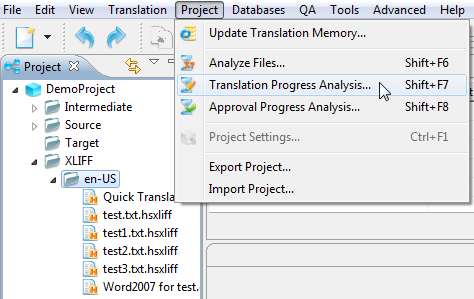 File Edit View Translation Project Databases QA Tools Advanced Help
Update Translation Memory...
Analyze Files... Shift+F6
Translation Progress Analysis... Shift+F7
Approval Progress Analysis... Shift+F8
Project Settings... Ctrl+F1
Export Project...
Import Project...
Project
DemoProject
Intermediate
Source
Target
XLIFF
en-US
Quick Transla
test.txt.hsxliff
test1.txt.hsxliff
test2.txt.hsxliff
test3.txt.hsxliff
Word2007 for test.